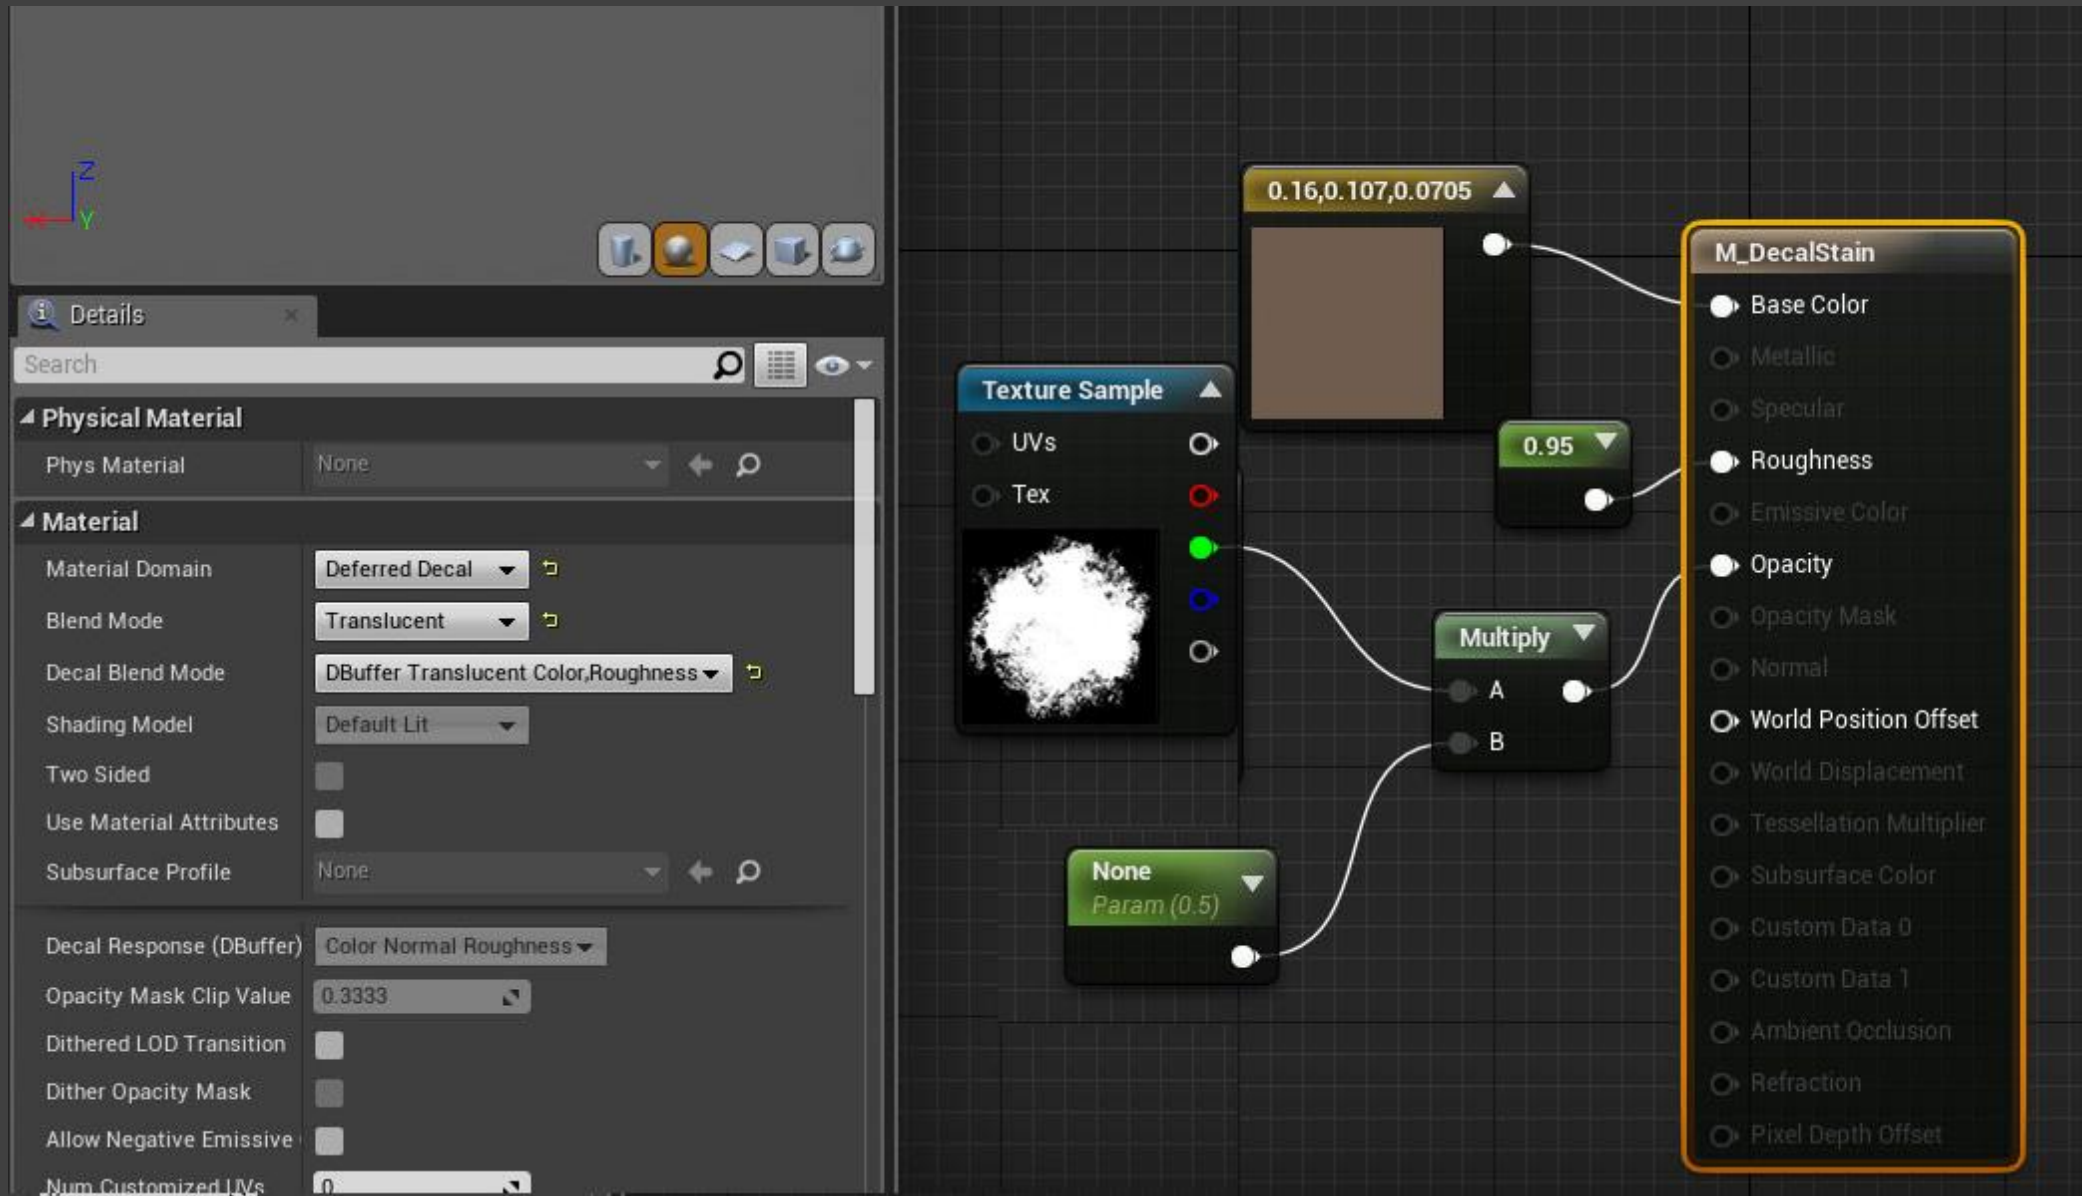 Z
X
Y
Details
Search
Physical Material
Phys Material
None
Material
Material Domain
Deferred Decal
Blend Mode
Translucent
Decal Blend Mode
DBuffer Translucent Color,Roughness
Shading Model
Default Lit
Two Sided
Use Material Attributes
Subsurface Profile
None
Decal Response (DBuffer)
Color Normal Roughness
Opacity Mask Clip Value
0.3333
Dithered LOD Transition
Dither Opacity Mask
Allow Negative Emissive
Num Customized UVs
0
0.16,0.107,0.0705
Texture Sample
UVs
Tex
0.95
Multiply
A
B
None
Param (0.5)
M_DecalStain
Base Color
Metallic
Specular
Roughness
Emissive Color
Opacity
Opacity Mask
Normal
World Position Offset
World Displacement
Tessellation Multiplier
Subsurface Color
Custom Data 0
Custom Data 1
Ambient Occlusion
Refraction
Pixel Depth Offset